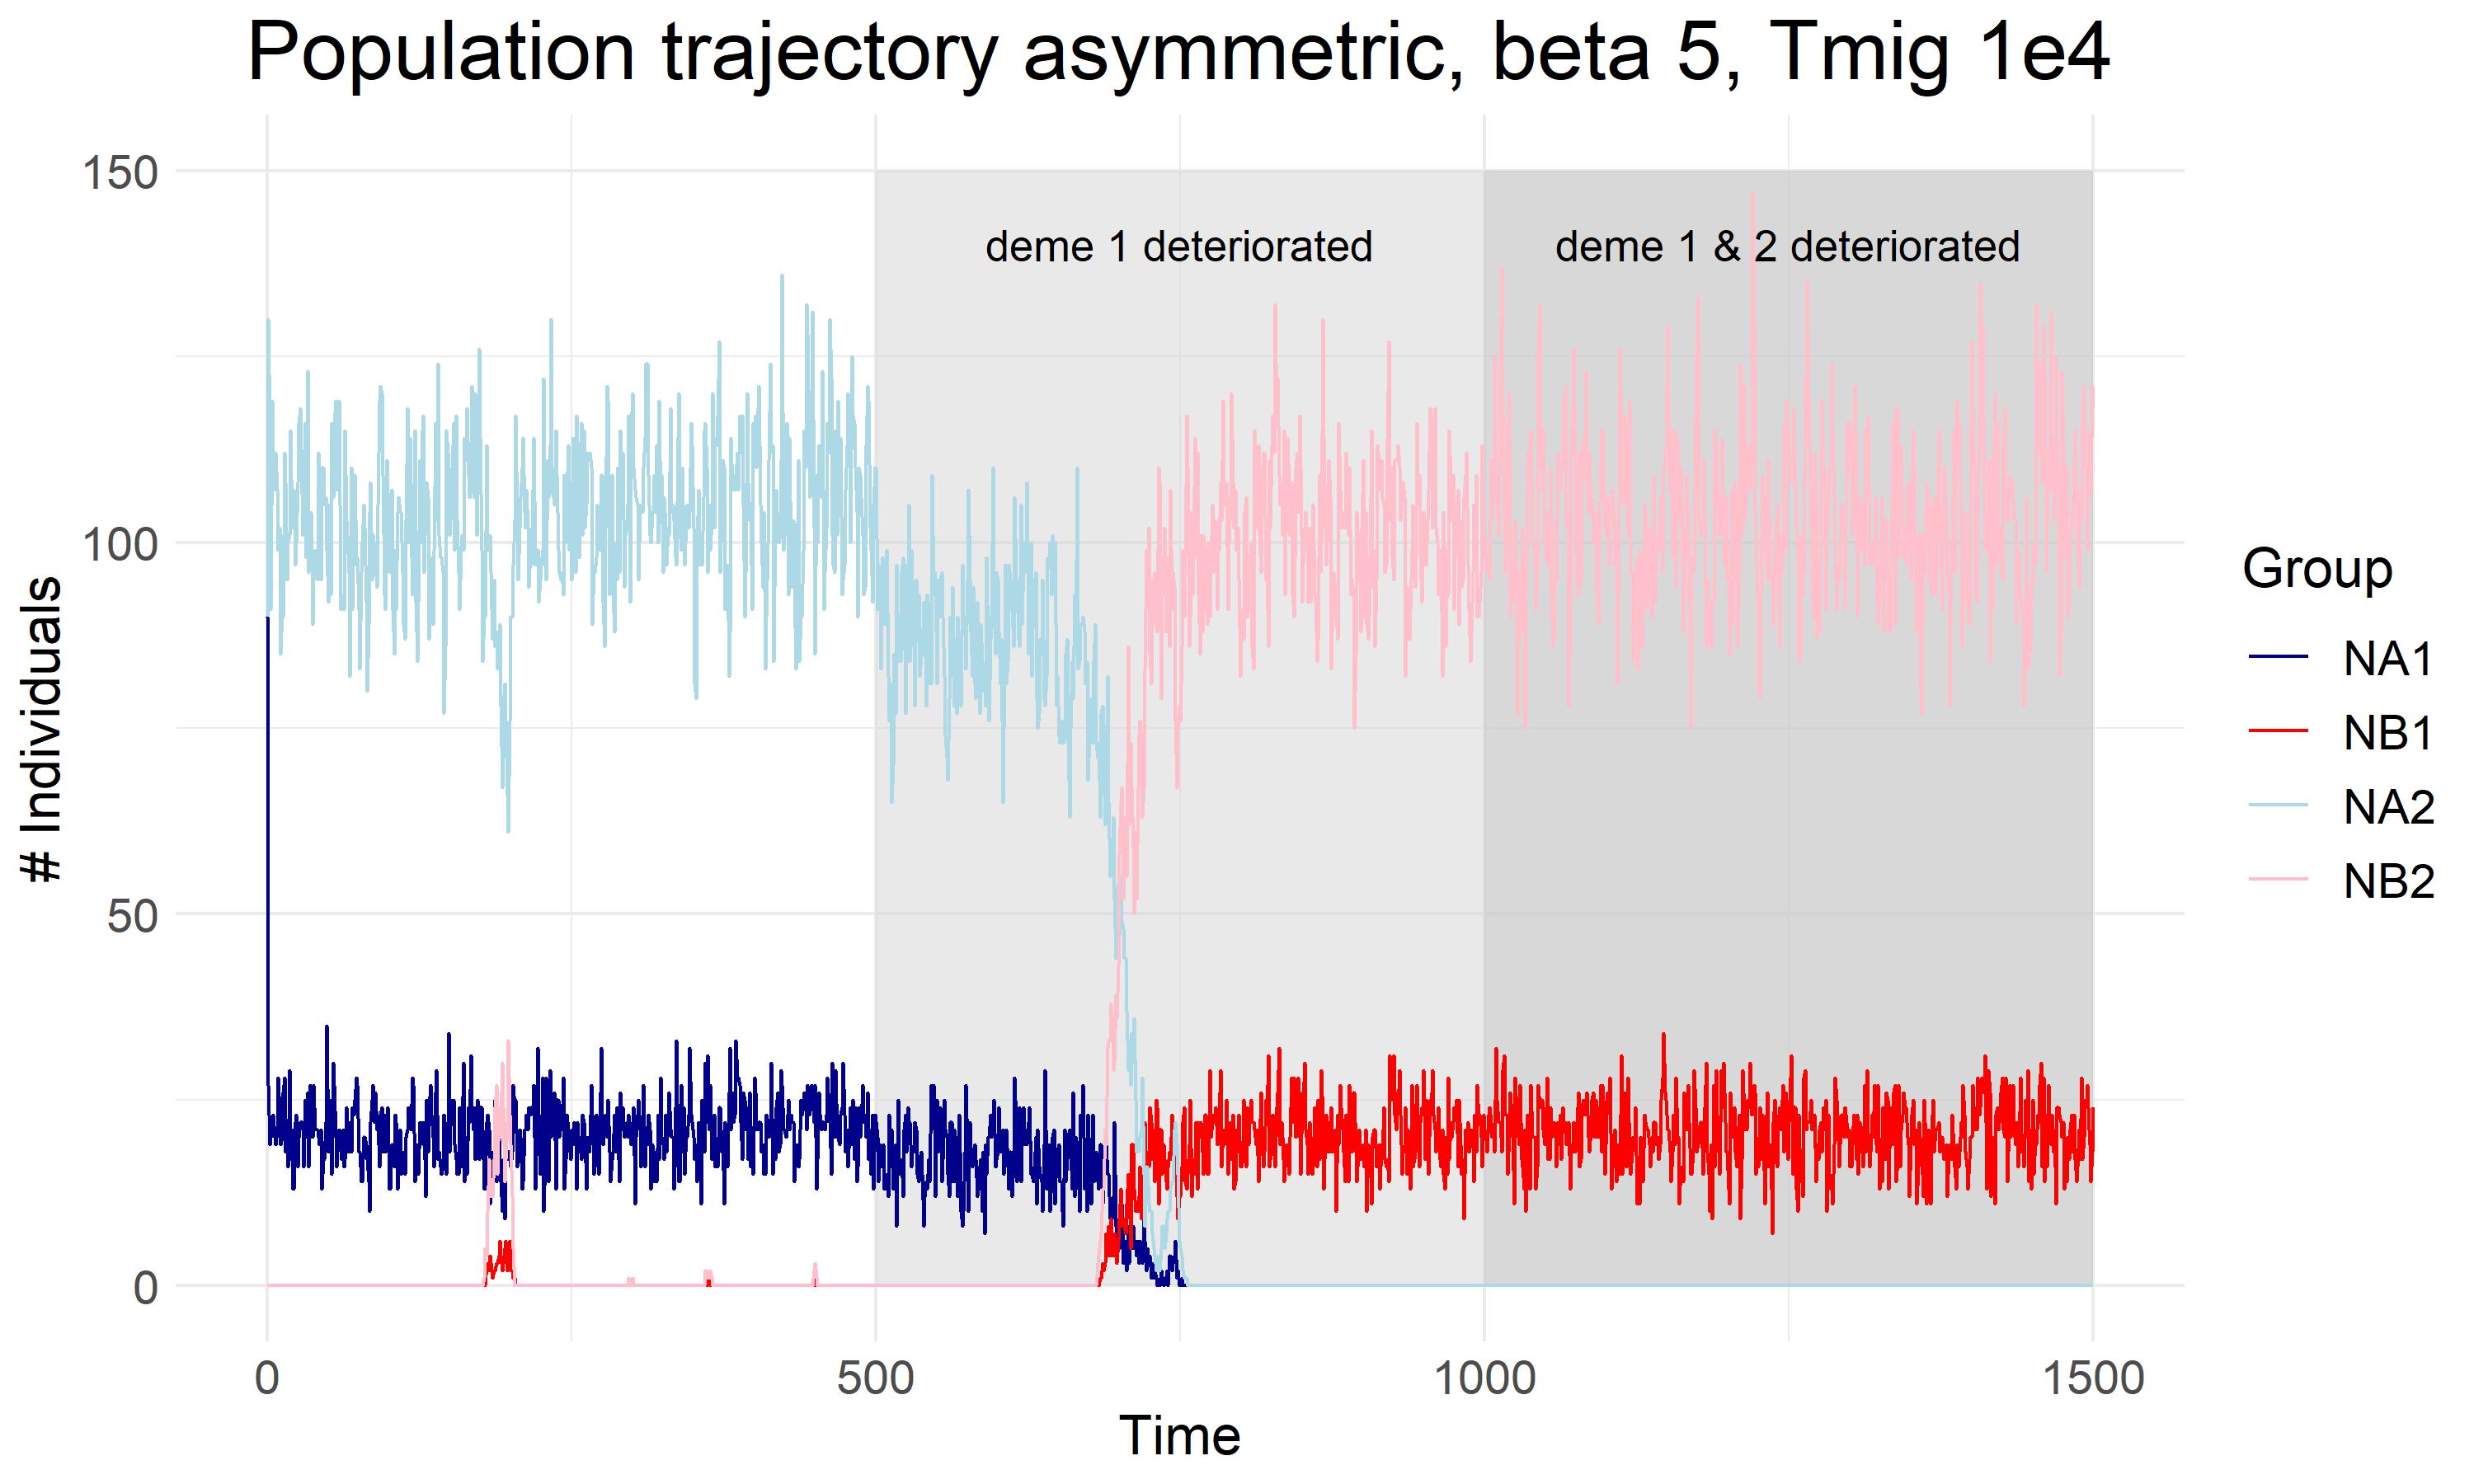 Population trajectory asymmetric, beta 5, Tmig 1e4
150
100
50
0
# Individuals
deme 1 deteriorated
deme 1 & 2 deteriorated
0
500
1000
1500
Time
Group
NA1
NB1
NA2
NB2